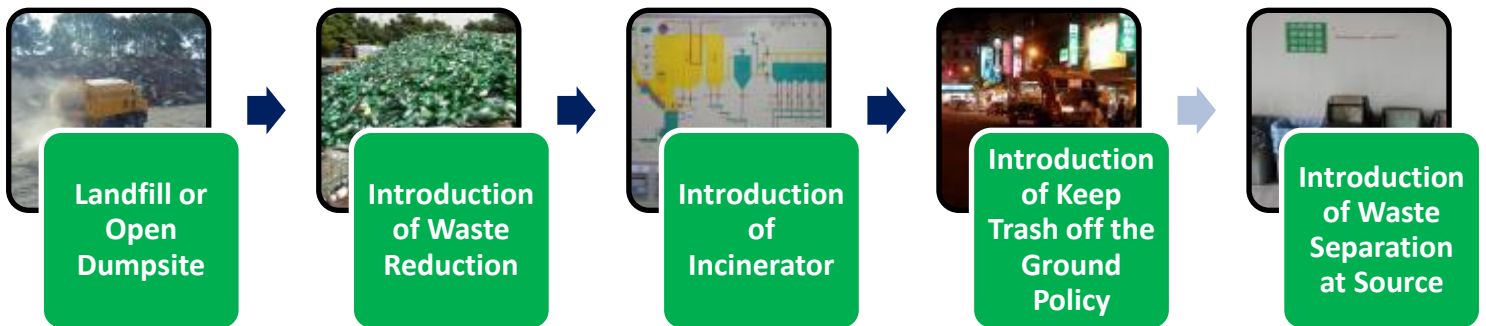 Landfill or
Open
Dumpsite
Introduction
of Waste
Reduction
Introduction
of
Incinerator
Introduction
of Keep
Trash off the
Ground
Policy
Introduction
of Waste
Separation
at Source